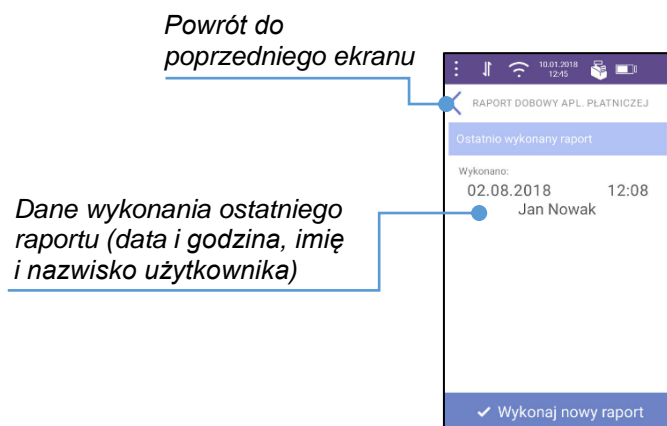 Powrót do
poprzedniego ekranu
10.01.2018
12:45
RAPORT DOBOWY APL. PŁATNICZEJ
Ostatnio wykonany raport
Wykonano:
02.08.2018 12:08
Jan Nowak
Dane wykonania ostatniego
raportu (data i godzina, imię
i nazwisko użytkownika)
Wykonaj nowy raport